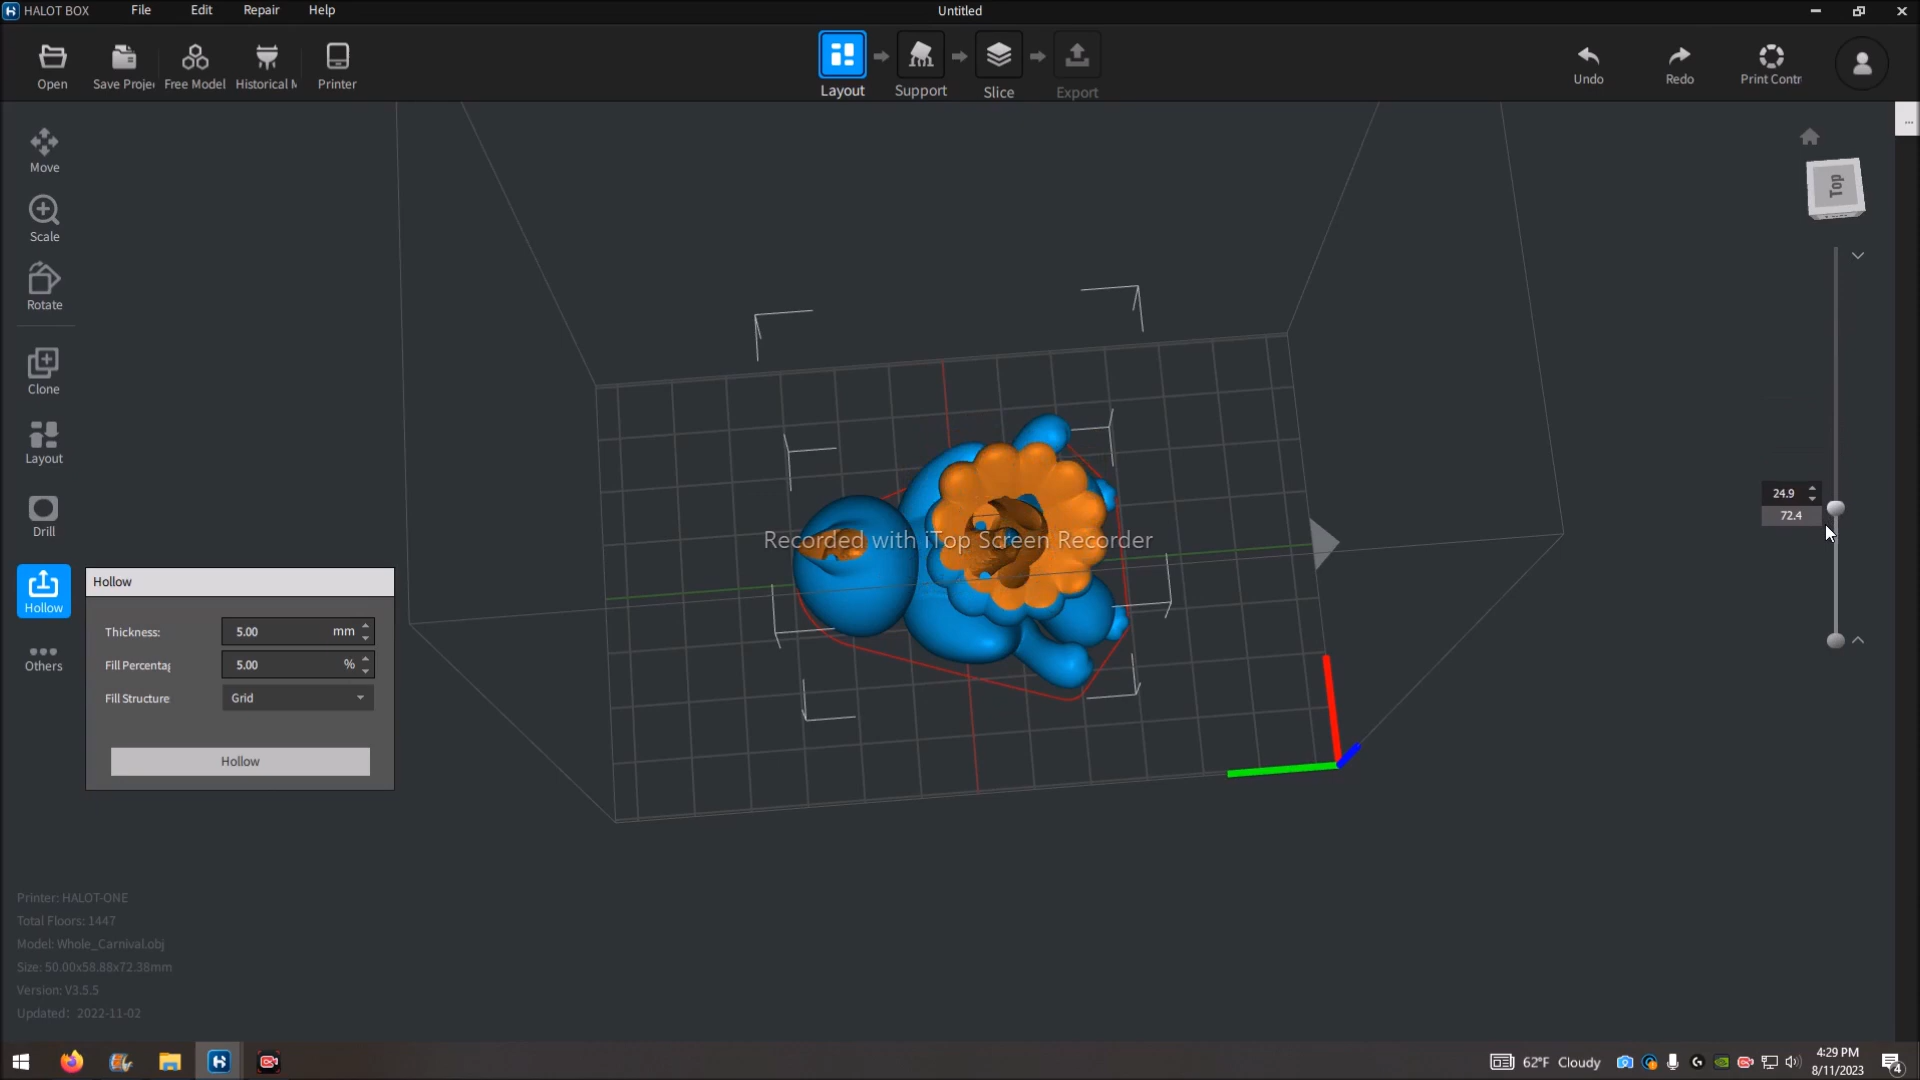 HALOT BOX
File
Edit
Repair
Help
Untitled
Open
Save Proje
Free Model
Historical
Printer
Layout
Support
Slice
Export
Undo
Redo
Print Contr
...
Move
Scale
Rotate
Clone
Layout
Drill
Hollow
Others
Top
24.9
72.4
Recorded with iTop Screen Recorder
Hollow
Thickness: 5.00 mm
Fill Percentag 5.00 %
Fill Structure Grid
Hollow
Printer: HALOT-ONE
Total Floors: 1447
Model: Whole_Carnival.obj
Size: 50.00x58.88x72.38mm
Version: V3.5.5
Updated: 2022-11-02
62°F Cloudy
4:29 PM
8/11/2023
4